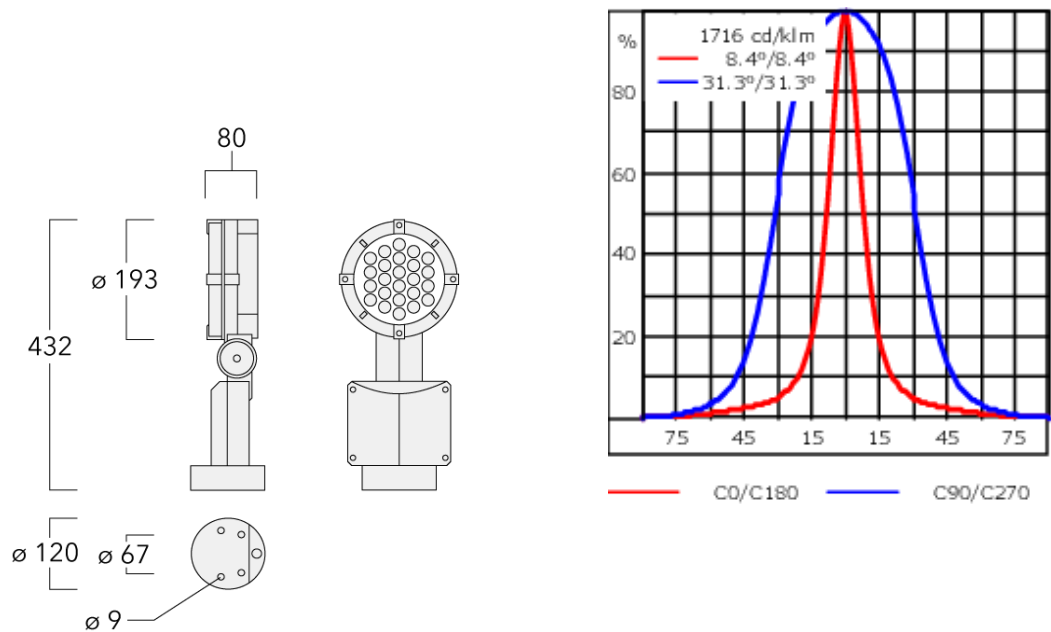 80
ø 193
432
ø 120
ø 67
ø 9
%
1716 cd/klm
8.4º/8.4º
31.3º/31.3º
80
60
40
20
75 45 15 15 45 75
C0/C180 C90/C270